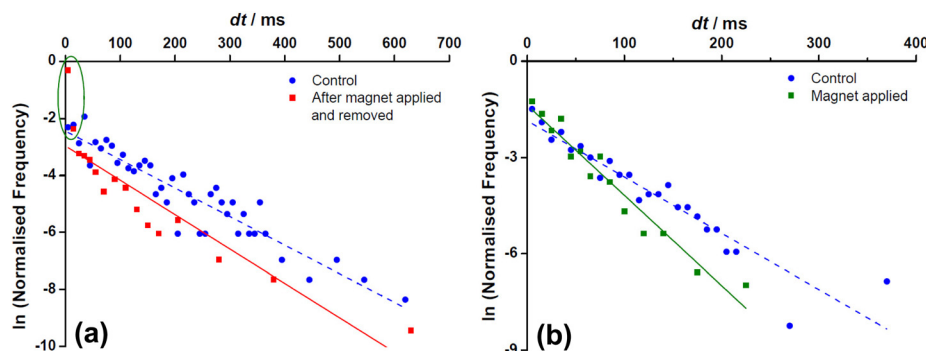 dt / ms
0 100 200 300 400 500 600 700
0
-2
-4
-6
-8
-10
ln (Normalised Frequency)
Control
After magnet applied
and removed
(a)
dt / ms
0 100 200 300 400
0
-3
-6
-9
ln (Normalised Frequency)
Control
Magnet applied
(b)